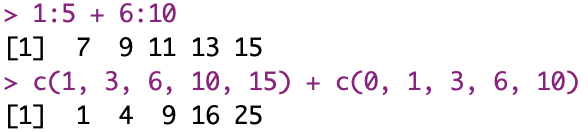 > 1:5 + 6:10
[1]  7  9 11 13 15
> c(1, 3, 6, 10, 15) + c(0, 1, 3, 6, 10)
[1]  1  4  9 16 25